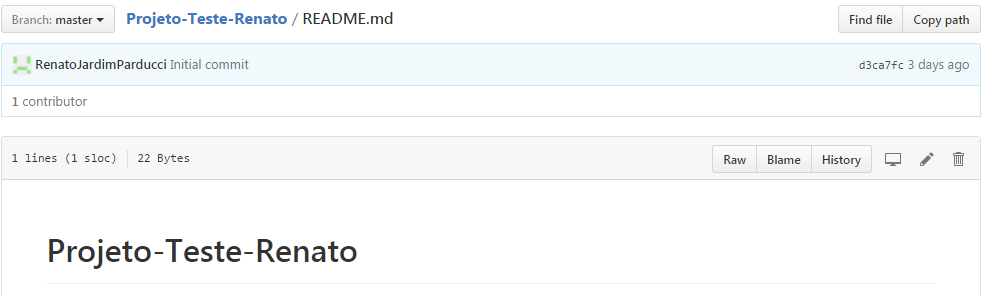 Branch: master Projeto-Teste-Renato / README.md Find file Copy path
RenatoJardimParducci Initial commit d3ca7fc 3 days ago
1 contributor
1 lines (1 sloc) 22 Bytes Raw Blame History
Projeto-Teste-Renato